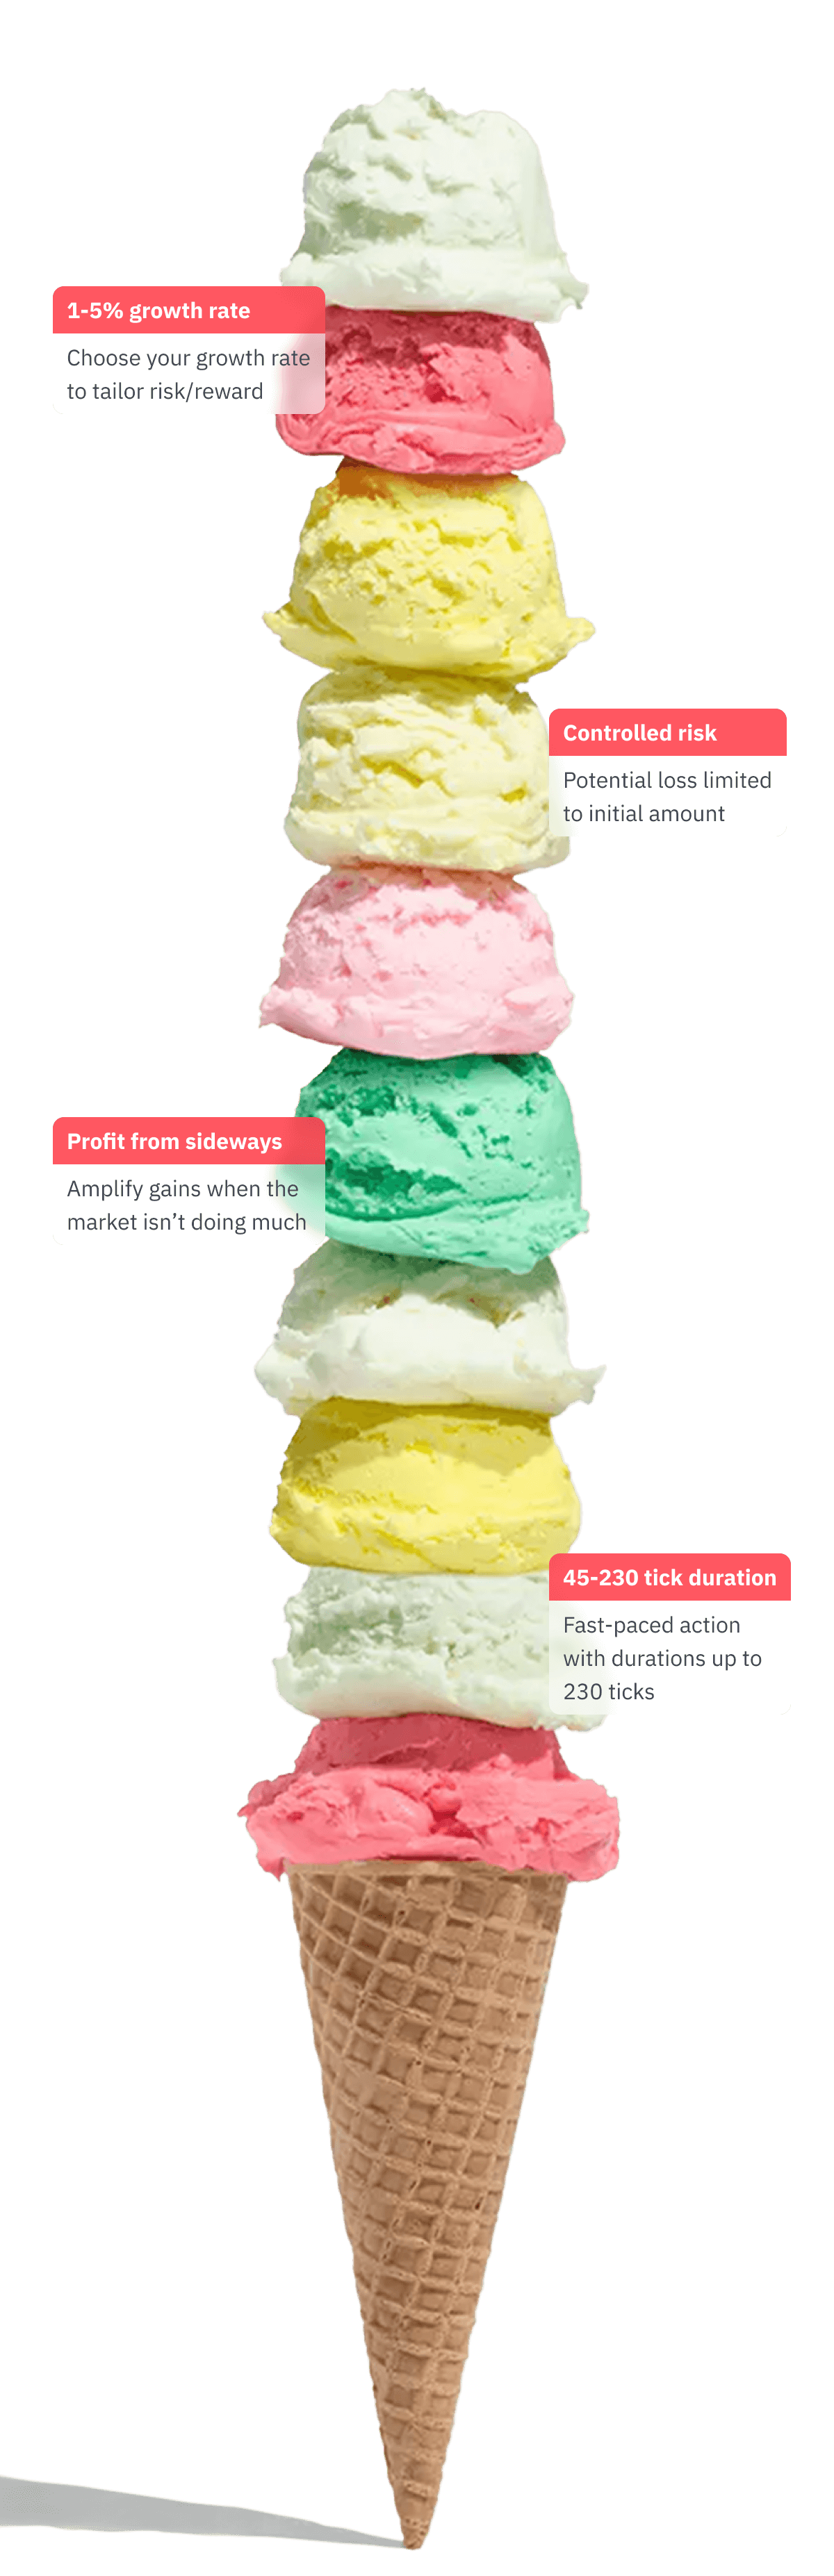 1-5% growth rate
Choose your growth rate
to tailor risk/reward
Controlled risk
Potential loss limited
to initial amount
Profit from sideways
Amplify gains when the
market isn’t doing much
45-230 tick duration
Fast-paced action
with durations up to
230 ticks